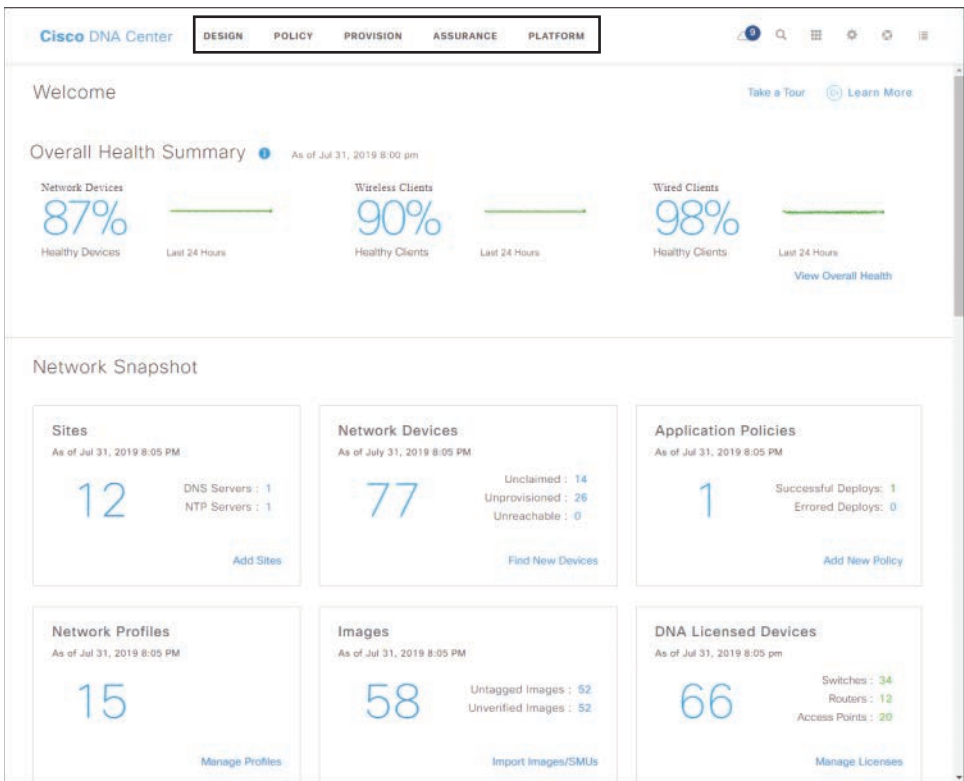 Cisco DNA Center DESIGN POLICY PROVISION ASSURANCE PLATFORM 9
Welcome
Take a Tour Learn More
Overall Health Summary As of Jul 31, 2019 8:00 pm
Network Devices
87%
Healthy Devices Last 24 Hours
Wireless Clients
90%
Healthy Clients Last 24 Hours
Wired Clients
98%
Healthy Clients Last 24 Hours
View Overall Health
Network Snapshot
Sites
As of Jul 31, 2019 8:05 PM
12
DNS Servers : 1
NTP Servers : 1
Add Sites
Network Devices
As of July 31, 2019 8:05 PM
77
Unclaimed : 14
Unprovisioned : 26
Unreachable : 0
Find New Devices
Application Policies
As of Jul 31, 2019 8:05 PM
1
Successful Deploys: 1
Errored Deploys: 0
Add New Policy
Network Profiles
As of Jul 31, 2019 8:05 PM
15
Manage Profiles
Images
As of Jul 31, 2019 8:05 PM
58
Untagged Images : 52
Unverified Images : 52
Import Images/SMUs
DNA Licensed Devices
As of Jul 31, 2019 8:05 pm
66
Switches : 34
Routers : 12
Access Points : 20
Manage Licenses